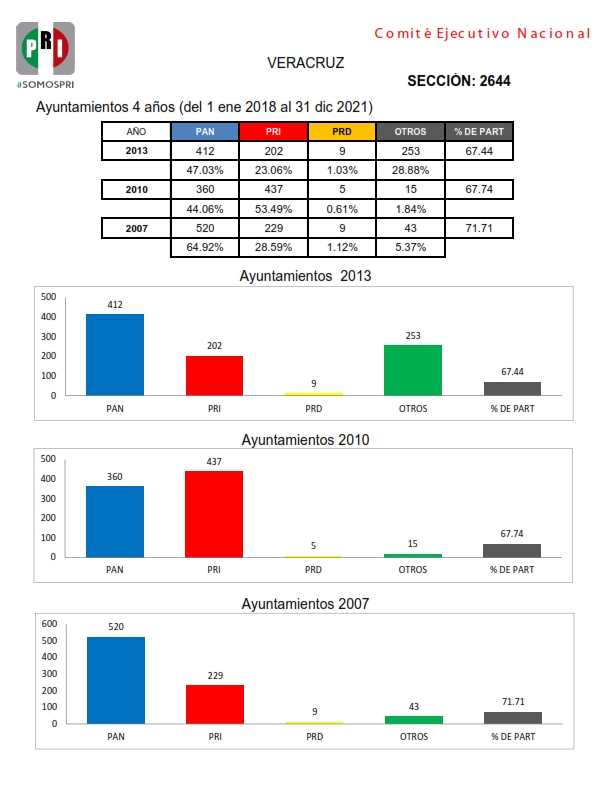 Comité Ejecutivo Nacional
PRI
#SOMOSPRI
VERACRUZ
SECCIÓN: 2644
Ayuntamientos 4 años (del 1 ene 2018 al 31 dic 2021)
AÑO PAN PRI PRD OTROS % DE PART
2013 412 202 9 253 67.44
47.03% 23.06% 1.03% 28.88%
2010 360 437 5 15 67.74
44.06% 53.49% 0.61% 1.84%
2007 520 229 9 43 71.71
64.92% 28.59% 1.12% 5.37%
Ayuntamientos 2013
500
412
400
300
253
202
200
100
67.44
9
0
PAN PRI PRD OTROS % DE PART
Ayuntamientos 2010
500
437
400
360
300
200
100
67.74
15
5
0
PAN PRI PRD OTROS % DE PART
Ayuntamientos 2007
600
520
500
400
300
229
200
100
71.71
43
9
0
PAN PRI PRD OTROS % DE PART